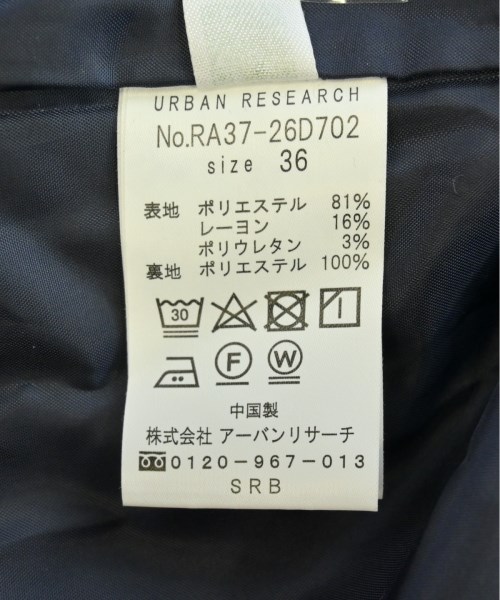 URBAN RESEARCH
No.RA37-26D702
size 36
表地 ポリエステル 81%
レーヨン 16%
ポリウレタン 3%
裏地 ポリエステル 100%
30
F W
中国製
株式会社 アーバンリサーチ
0120-967-013
SRB